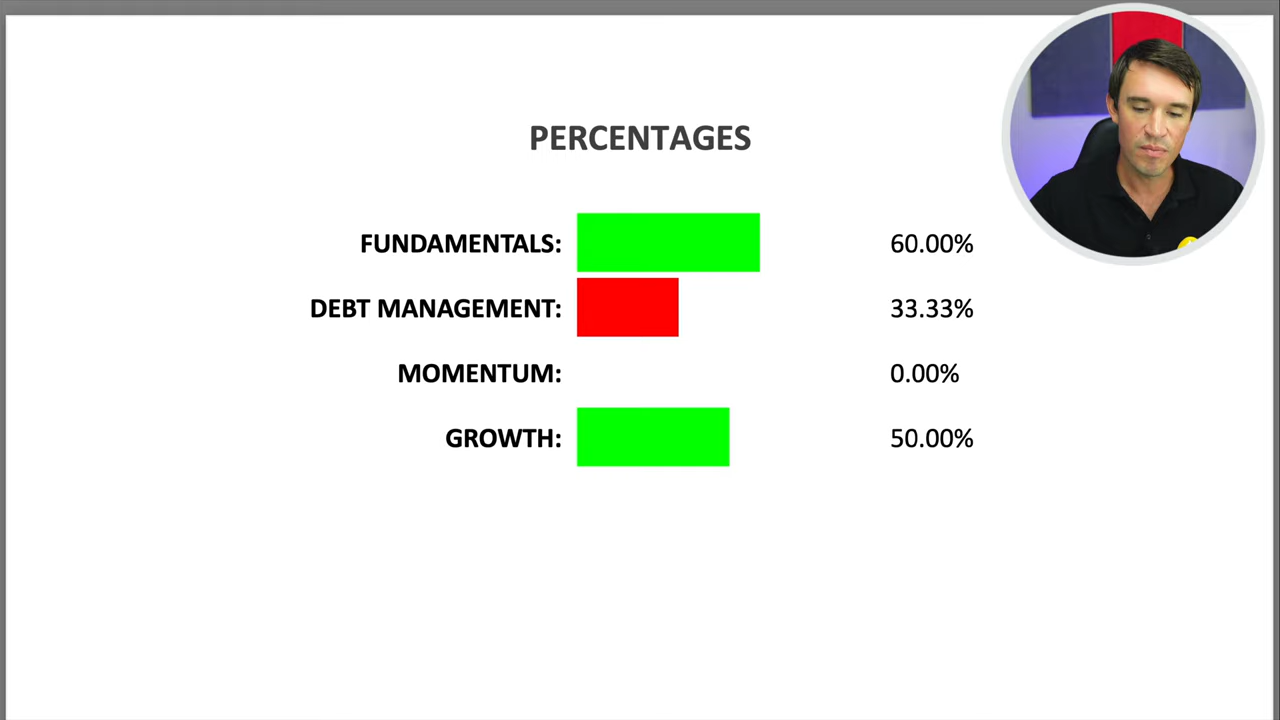 PERCENTAGES
FUNDAMENTALS: 60.00%
DEBT MANAGEMENT: 33.33%
MOMENTUM: 0.00%
GROWTH: 50.00%